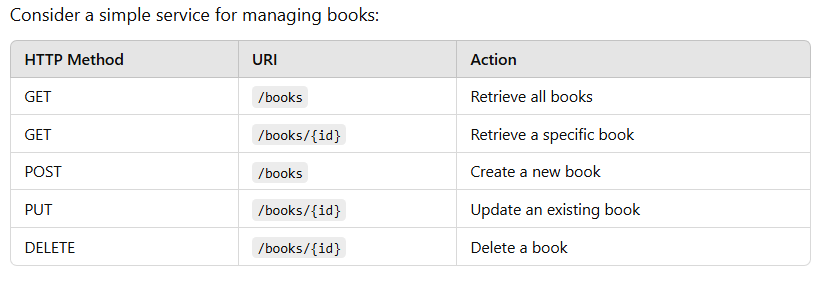 Consider a simple service for managing books:
HTTP Method URI Action
GET /books Retrieve all books
GET /books/{id} Retrieve a specific book
POST /books Create a new book
PUT /books/{id} Update an existing book
DELETE /books/{id} Delete a book